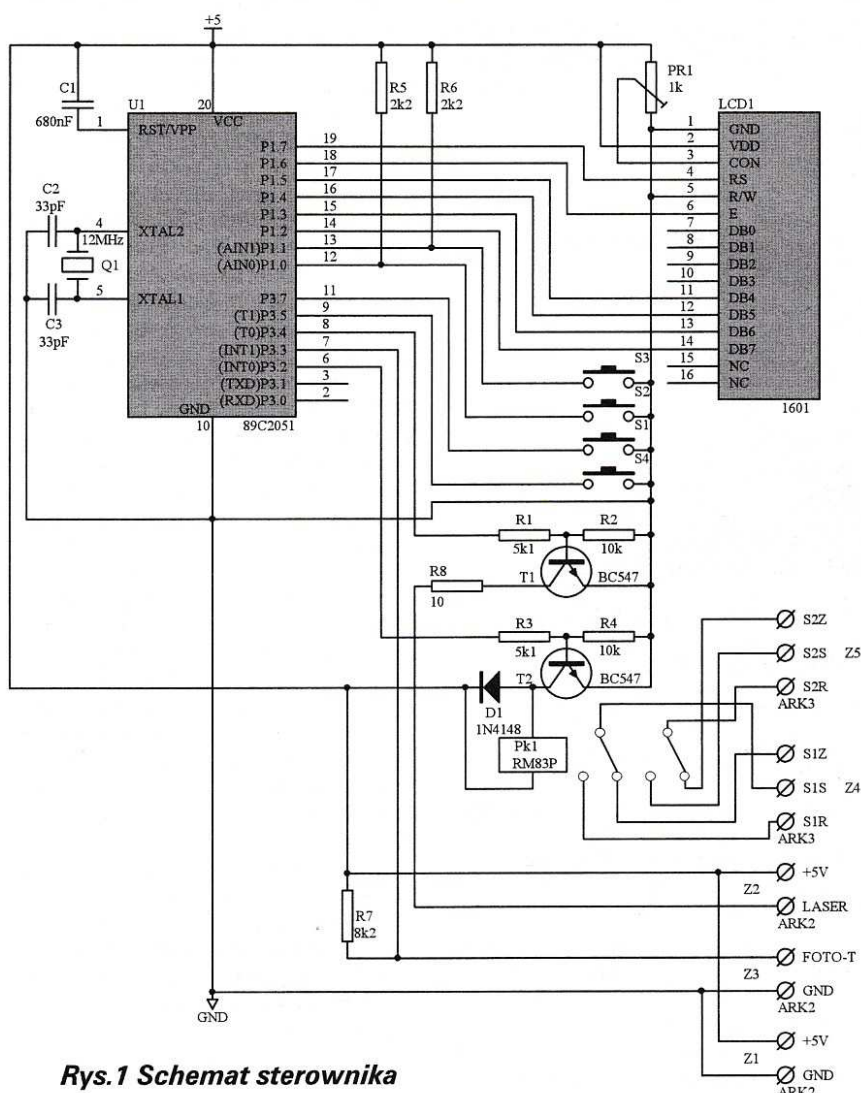 +5
C1
680nF
U1
20
VCC
1
RST/VPP
R5
2k2
R6
2k2
PR1
1k
LCD1
P1.7
19
P1.6
18
P1.5
17
P1.4
16
P1.3
15
P1.2
14
(AIN1)P1.1
13
(AIN0)P1.0
12
P3.7
11
(T1)P3.5
9
(T0)P3.4
8
(INT1)P3.3
7
(INT0)P3.2
6
(TXD)P3.1
3
(RXD)P3.0
2
C2
33pF
4
XTAL2
12MHz
Q1
5
XTAL1
C3
33pF
GND
10
89C2051
1
GND
2
VDD
3
CON
4
RS
5
R/W
6
E
7
DB0
8
DB1
9
DB2
10
DB3
11
DB4
12
DB5
13
DB6
14
DB7
15
NC
16
NC
1601
S3
S2
S1
S4
R1
5k1
R2
10k
R8
10
T1
BC547
R3
5k1
R4
10k
T2
BC547
D1
1N4148
Pk1
RM83P
S2Z
S2S Z5
S2R
ARK3
S1Z
S1S Z4
S1R
ARK3
+5V
Z2
LASER
ARK2
R7
8k2
FOTO-T
Z3
GND
ARK2
+5V
Z1
GND
ARK2
GND
Rys.1 Schemat sterownika